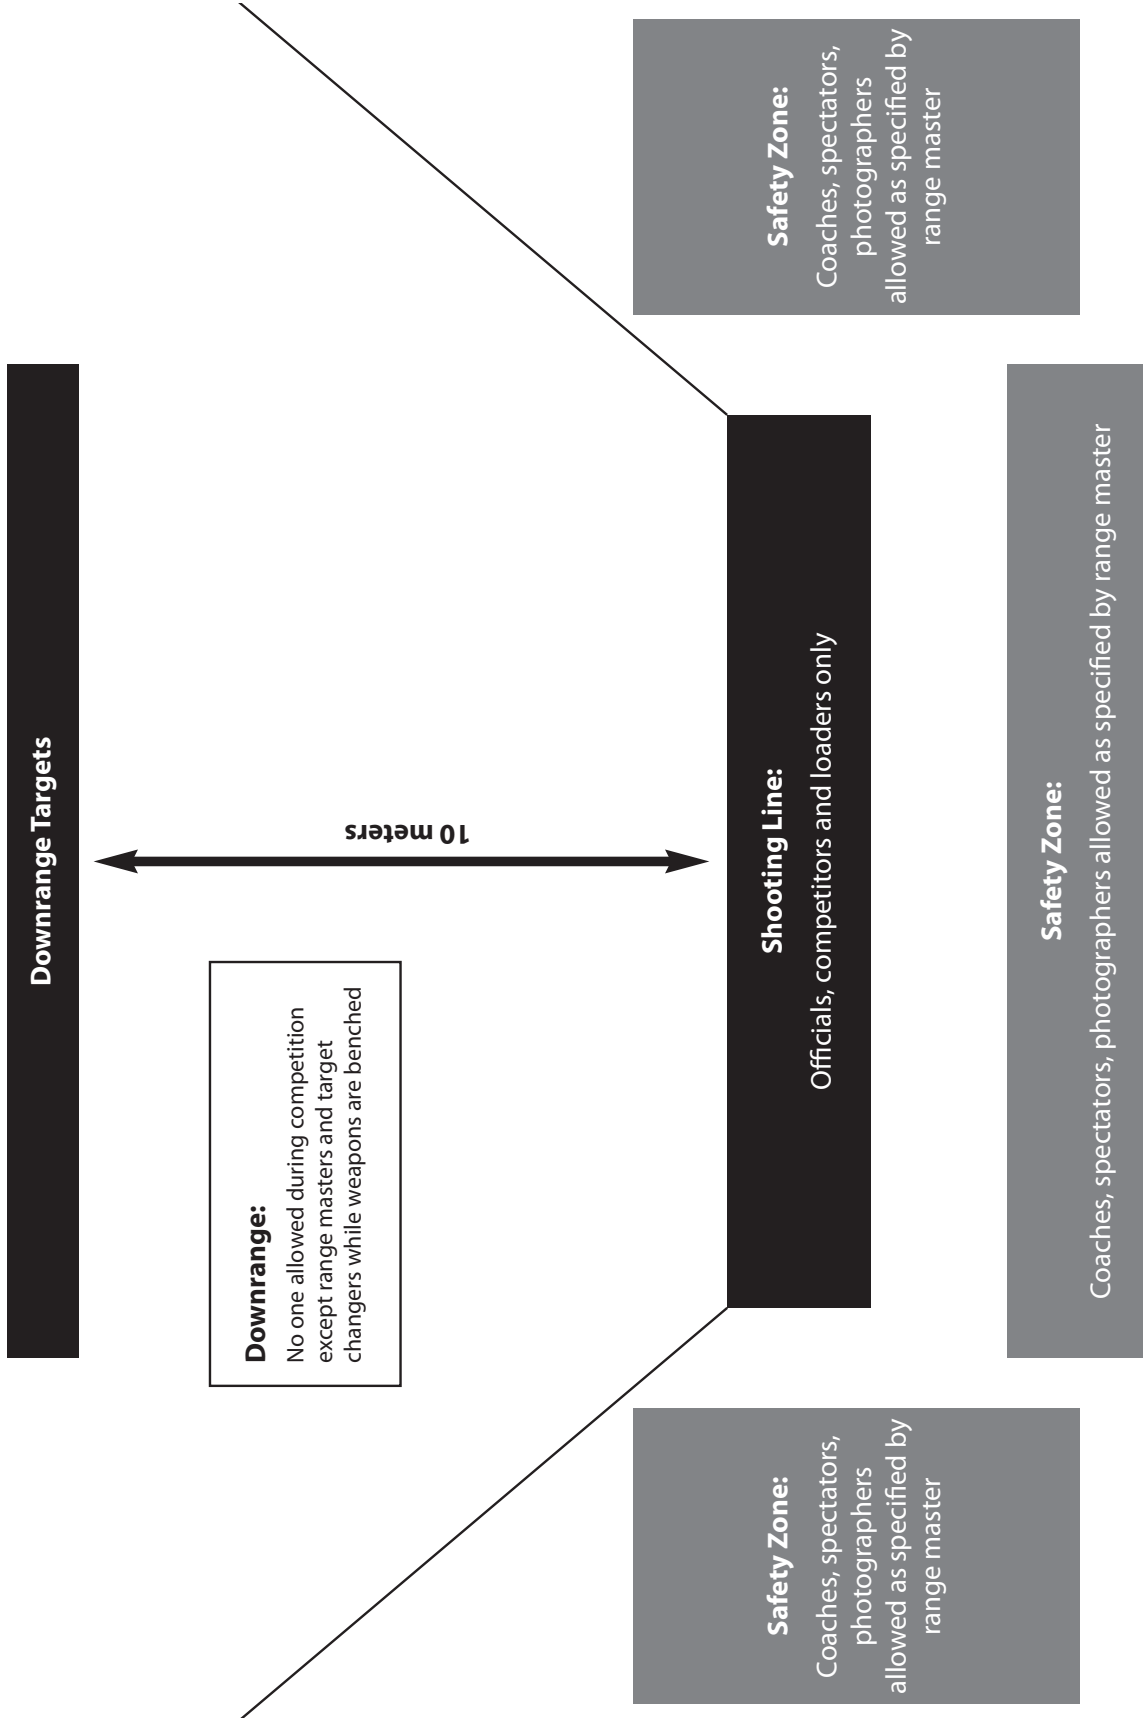 Downrange Targets
Downrange:
No one allowed during competition
except range masters and target
changers while weapons are benched
10 meters
Safety Zone:
Coaches, spectators,
photographers
allowed as specified by
range master
Shooting Line:
Officials, competitors and loaders only
Safety Zone:
Coaches, spectators,
photographers
allowed as specified by
range master
Safety Zone:
Coaches, spectators, photographers allowed as specified by range master